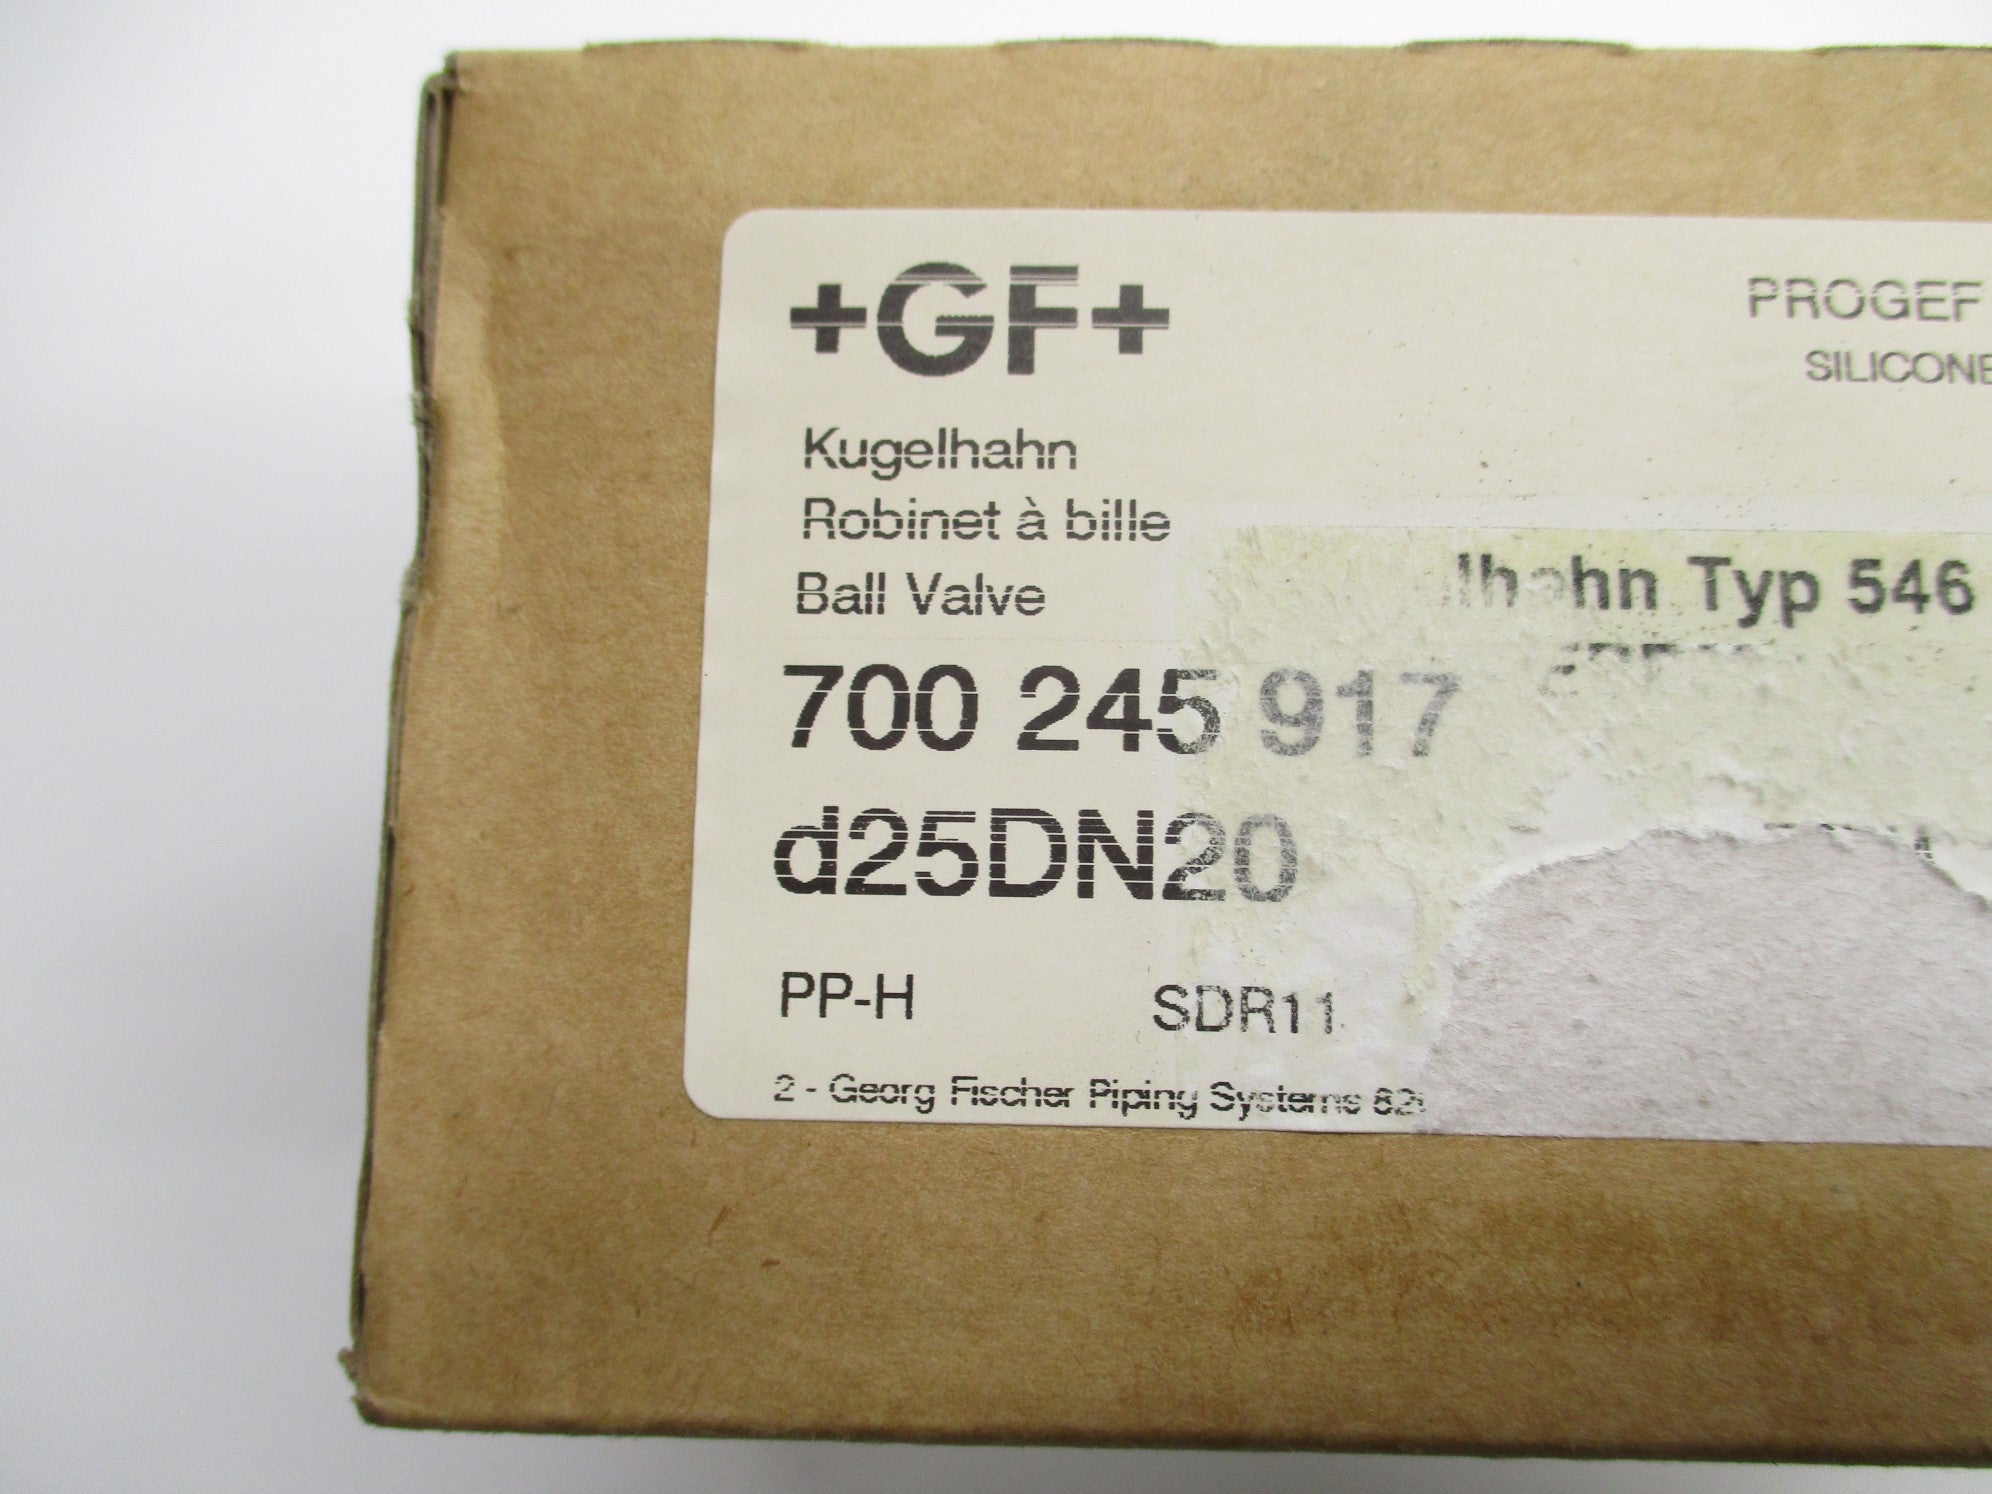 +GF+
PROGEF
SILICONE
Kugelhahn
Robinet à bille
Ball Valve
lhahn Typ 546
700 245 917
d25DN20
PP-H SDR11
2 - Georg Fischer Piping Systems 82